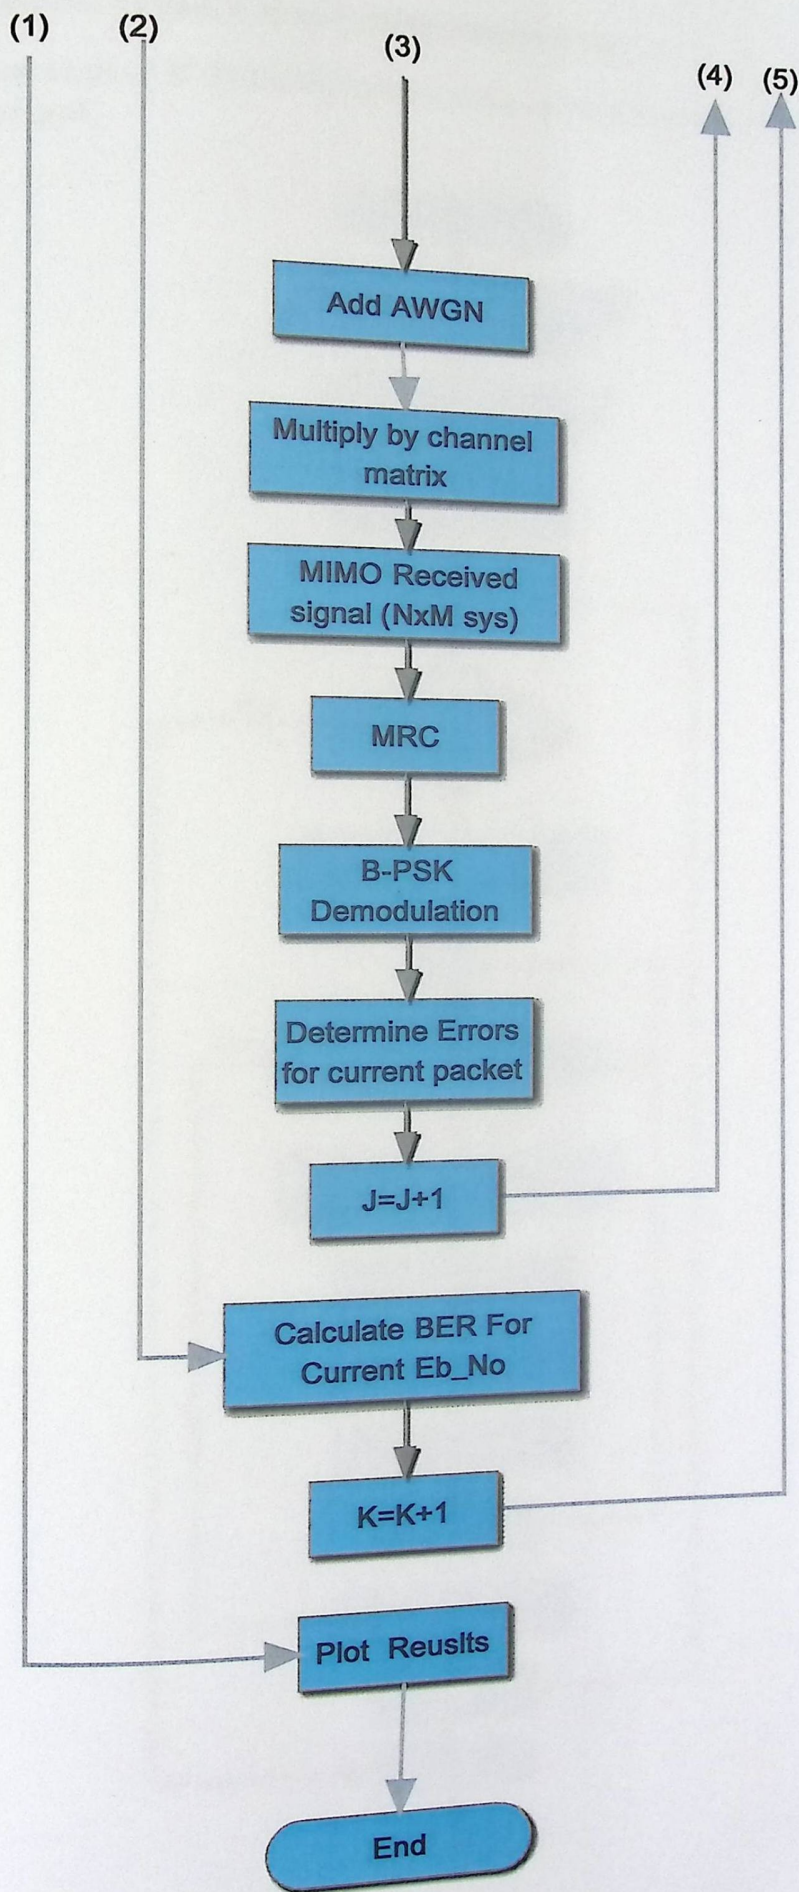 (1)
(2)
(3)
(4)
(5)
Add AWGN
Multiply by channel
matrix
MIMO Received
signal (NxM sys)
MRC
B-PSK
Demodulation
Determine Errors
for current packet
J=J+1
Calculate BER For
Current Eb_No
K=K+1
Plot Reuslts
End